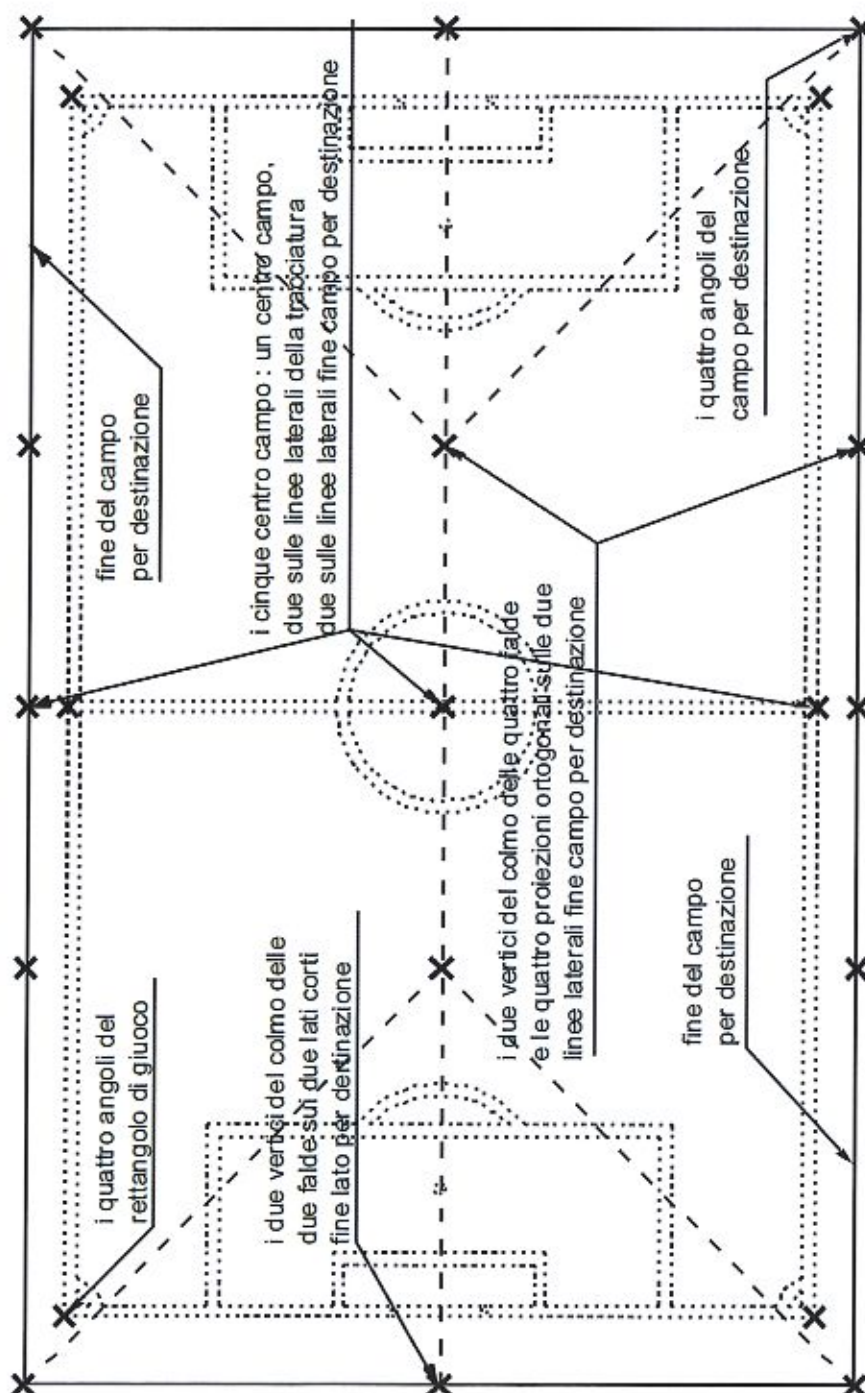 i quattro angoli del
rettangolo di giuoco
fine del campo
per destinazione
i cinque centro campo : un centro campo,
due sulle linee laterali della tracciatura
due sulle linee laterali fine campo per destinazione
i due vertici del colmo delle
due falde sui due lati corti
fine lato per destinazione
i due vertici del colmo delle quattro falde
e le quattro proiezioni ortogonali sulle due
linee laterali fine campo per destinazione
fine del campo
per destinazione
i quattro angoli del
campo per destinazione